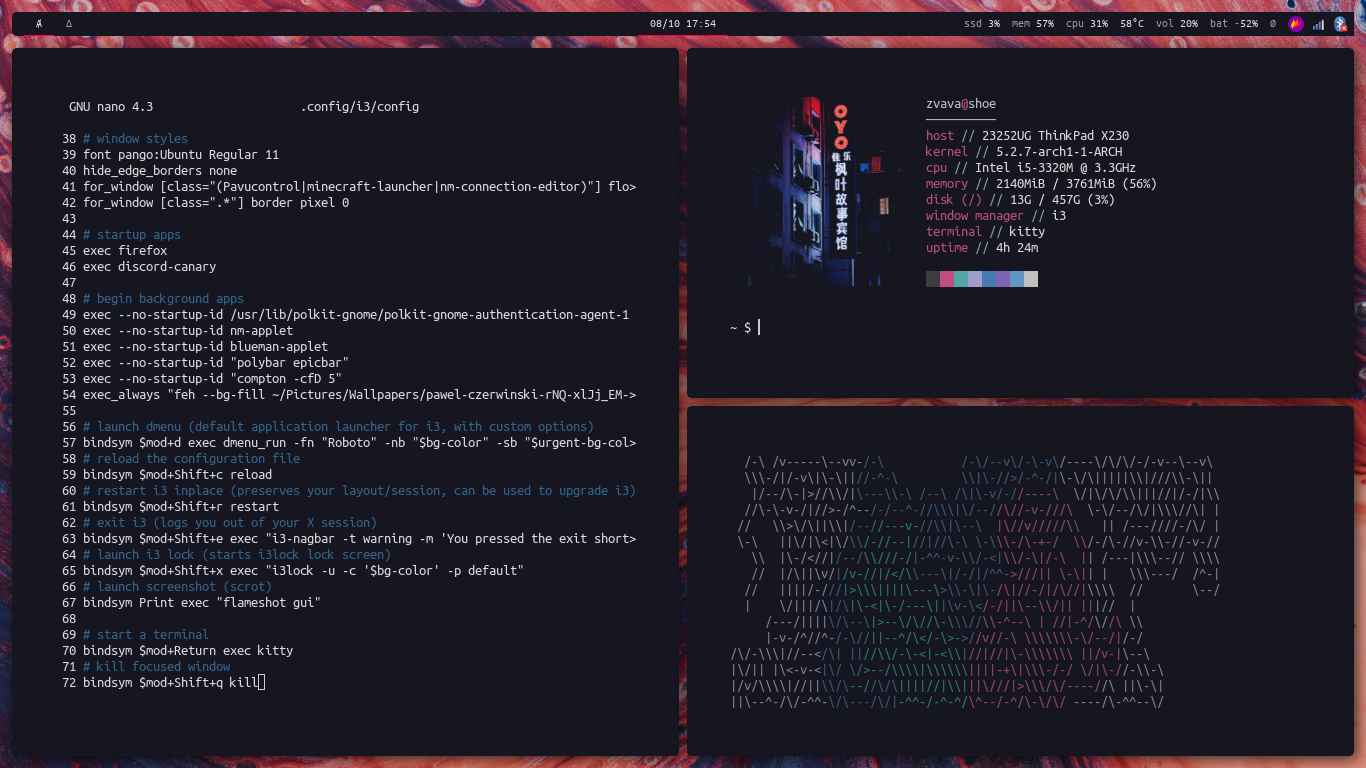 08/10 17:54
ssd 3% mem 57% cpu 31% 58°C vol 20% bat -52%
GNU nano 4.3 .config/i3/config
38 # window styles
39 font pango:Ubuntu Regular 11
40 hide_edge_borders none
41 for_window [class="(Pavucontrol|minecraft-launcher|nm-connection-editor)"] flo>
42 for_window [class=".*"] border pixel 0
43
44 # startup apps
45 exec firefox
46 exec discord-canary
47
48 # begin background apps
49 exec --no-startup-id /usr/lib/polkit-gnome/polkit-gnome-authentication-agent-1
50 exec --no-startup-id nm-applet
51 exec --no-startup-id blueman-applet
52 exec --no-startup-id "polybar epicbar"
53 exec --no-startup-id "compton -cfD 5"
54 exec_always "feh --bg-fill ~/Pictures/Wallpapers/pawel-czerwinski-rNQ-xlJj_EM->
55
56 # launch dmenu (default application launcher for i3, with custom options)
57 bindsym $mod+d exec dmenu_run -fn "Roboto" -nb "$bg-color" -sb "$urgent-bg-col>
58 # reload the configuration file
59 bindsym $mod+Shift+c reload
60 # restart i3 inplace (preserves your layout/session, can be used to upgrade i3)
61 bindsym $mod+Shift+r restart
62 # exit i3 (logs you out of your X session)
63 bindsym $mod+Shift+e exec "i3-nagbar -t warning -m 'You pressed the exit short>
64 # launch i3 lock (starts i3lock lock screen)
65 bindsym $mod+Shift+x exec "i3lock -u -c '$bg-color' -p default"
66 # launch screenshot (scrot)
67 bindsym Print exec "flameshot gui"
68
69 # start a terminal
70 bindsym $mod+Return exec kitty
71 # kill focused window
72 bindsym $mod+Shift+q kill
OYO
佳乐
枫叶故事宾馆
zvava@shoe
host // 23252UG ThinkPad X230
kernel // 5.2.7-arch1-1-ARCH
cpu // Intel i5-3320M @ 3.3GHz
memory // 2140MiB / 3761MiB (56%)
disk (/) // 13G / 457G (3%)
window manager // i3
terminal // kitty
uptime // 4h 24m
~ $